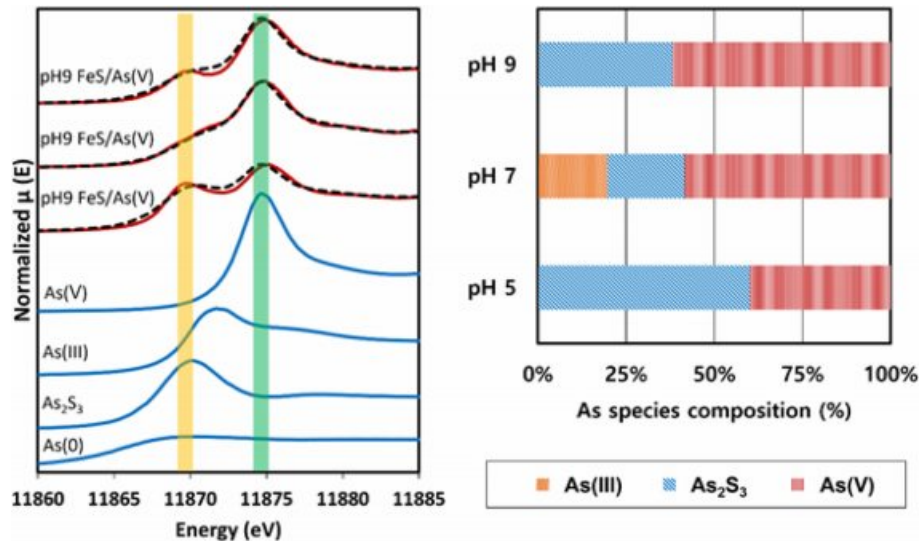 Normalized μ (E)
pH9 FeS/As(V)
pH9 FeS/As(V)
pH9 FeS/As(V)
As(V)
As(III)
As₂S₃
As(0)
11860 11865 11870 11875 11880 11885
Energy (eV)
pH 9
pH 7
pH 5
0% 25% 50% 75% 100%
As species composition (%)
As(III) As₂S₃ As(V)